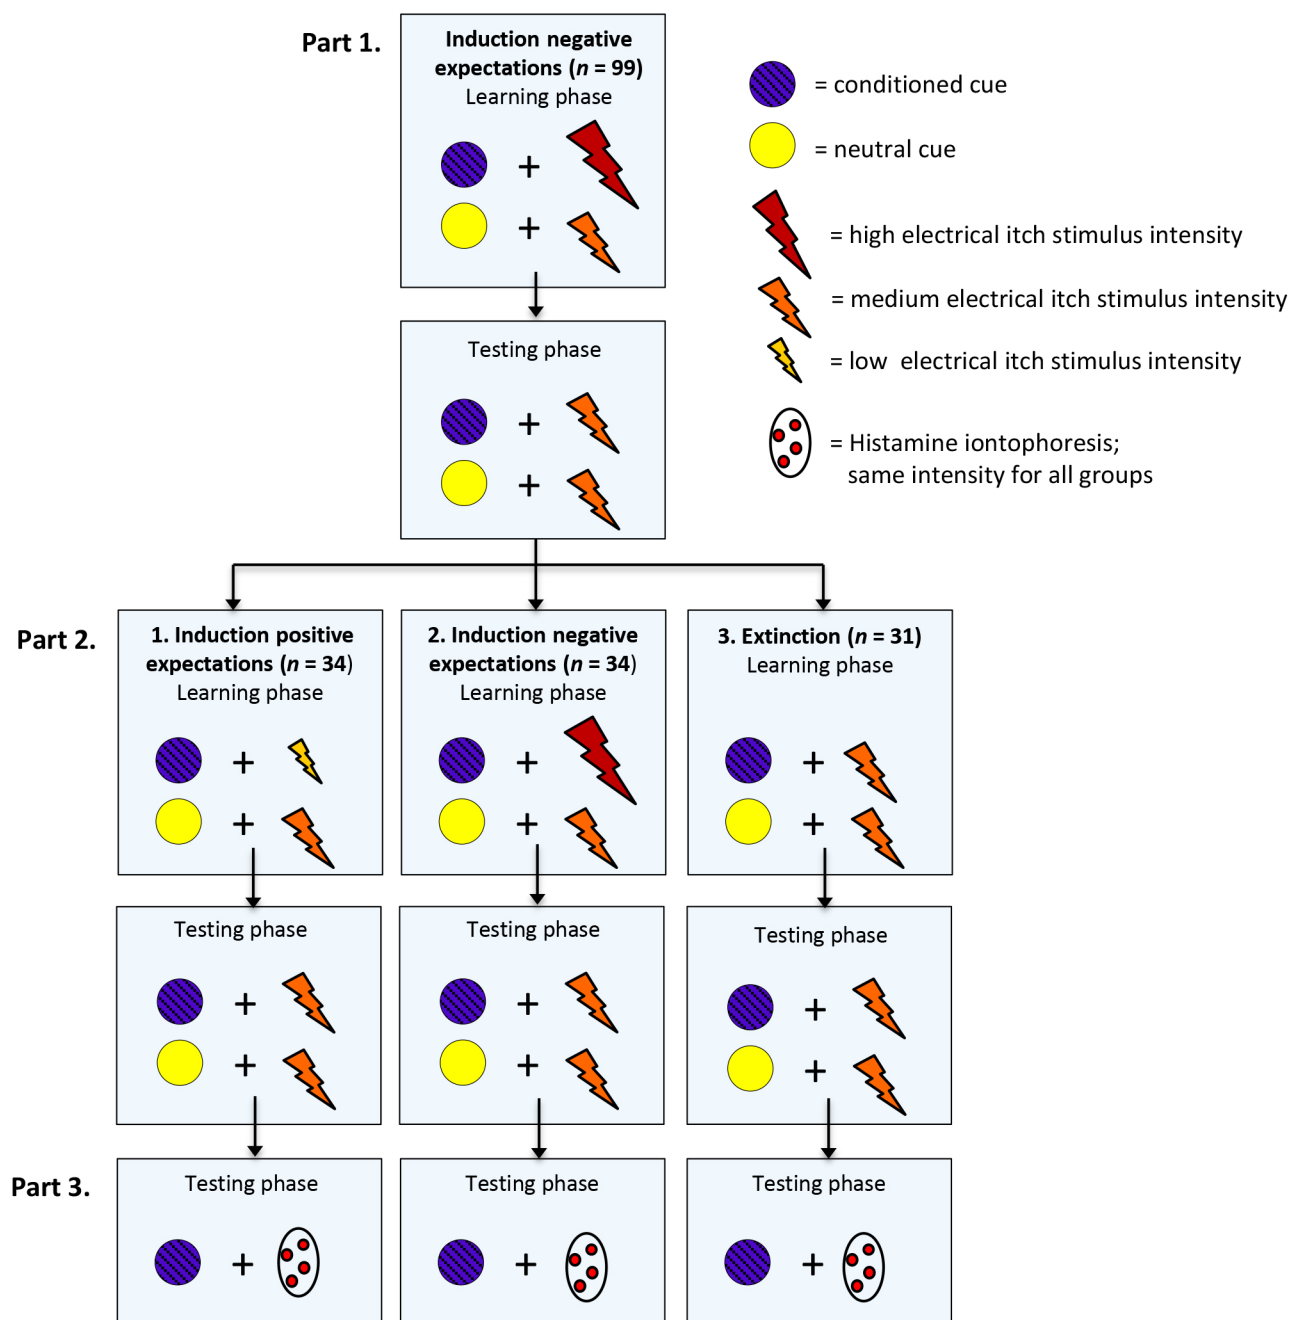 Part 1.
Induction negative
expectations (n = 99)
Learning phase
+
+
= conditioned cue
= neutral cue
= high electrical itch stimulus intensity
= medium electrical itch stimulus intensity
= low electrical itch stimulus intensity
= Histamine iontophoresis;
same intensity for all groups
Testing phase
+
+
Part 2.
1. Induction positive
expectations (n = 34)
Learning phase
+
+
2. Induction negative
expectations (n = 34)
Learning phase
+
+
3. Extinction (n = 31)
Learning phase
+
+
Testing phase
+
+
Testing phase
+
+
Testing phase
+
+
Part 3.
Testing phase
+
Testing phase
+
Testing phase
+